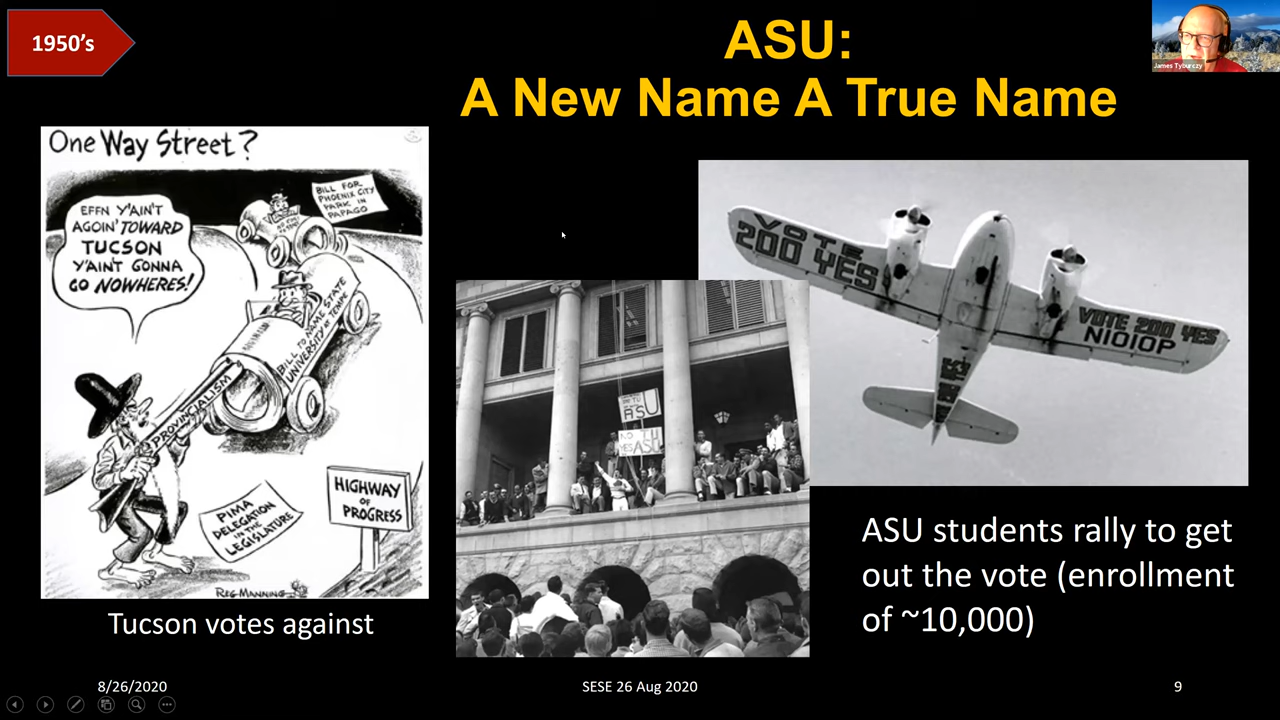 1950's
ASU:
A New Name A True Name
James Tyburczy
One Way Street?
BILL FOR
PHOENIX CITY
PARK IN
PAPAGO
EFFN Y'AIN'T
AGOIN' TOWARD
TUCSON
Y'AIN'T GONNA
GO NOWHERES!
BILL TO NAME STATE
UNIVERSITY at TEMPE
PROVINCIALISM
PIMA
DELEGATION
IN THE
LEGISLATURE
HIGHWAY
OF
PROGRESS
REG MANNING
Tucson votes against
ASU
NO TU
YES ASU
VOTE
200 YES
VOTE 200 YES
N1010P
ASU students rally to get
out the vote (enrollment
of ~10,000)
8/26/2020
SESE 26 Aug 2020
9